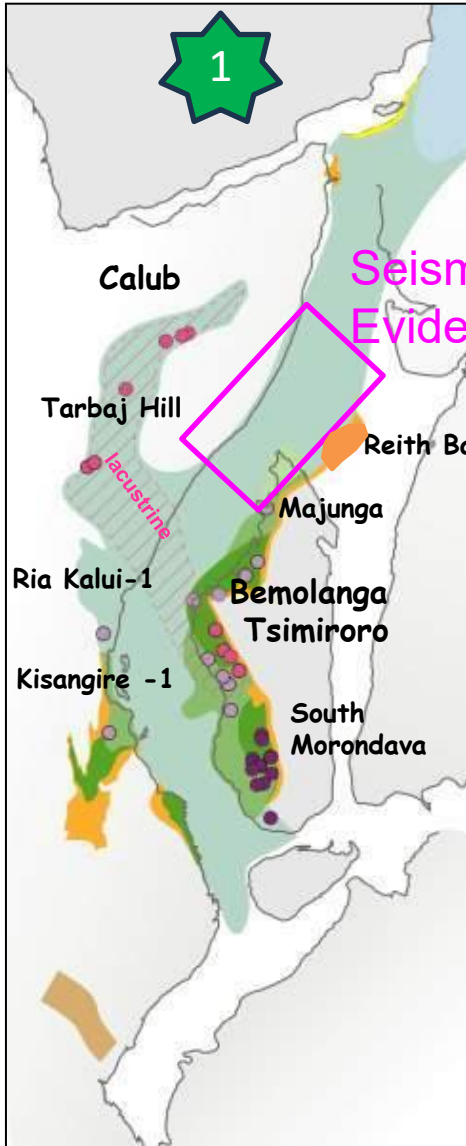 1
Calub
Seism
Evide
Tarbaj Hill
Reith Ba
lacustrine
Majunga
Ria Kalui-1
Bemolanga
Tsimiroro
Kisangire -1
South
Morondava